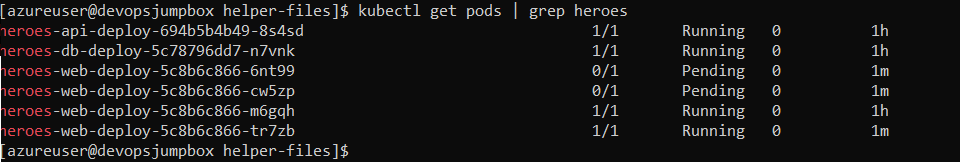 [azureuser@devopsjumpbox helper-files]$ kubectl get pods | grep heroes
heroes-api-deploy-694b5b4b49-8s4sd 1/1 Running 0 1h
heroes-db-deploy-5c78796dd7-n7vnk 1/1 Running 0 1h
heroes-web-deploy-5c8b6c866-6nt99 0/1 Pending 0 1m
heroes-web-deploy-5c8b6c866-cw5zp 0/1 Pending 0 1m
heroes-web-deploy-5c8b6c866-m6gqh 1/1 Running 0 1h
heroes-web-deploy-5c8b6c866-tr7zb 1/1 Running 0 1m
[azureuser@devopsjumpbox helper-files]$